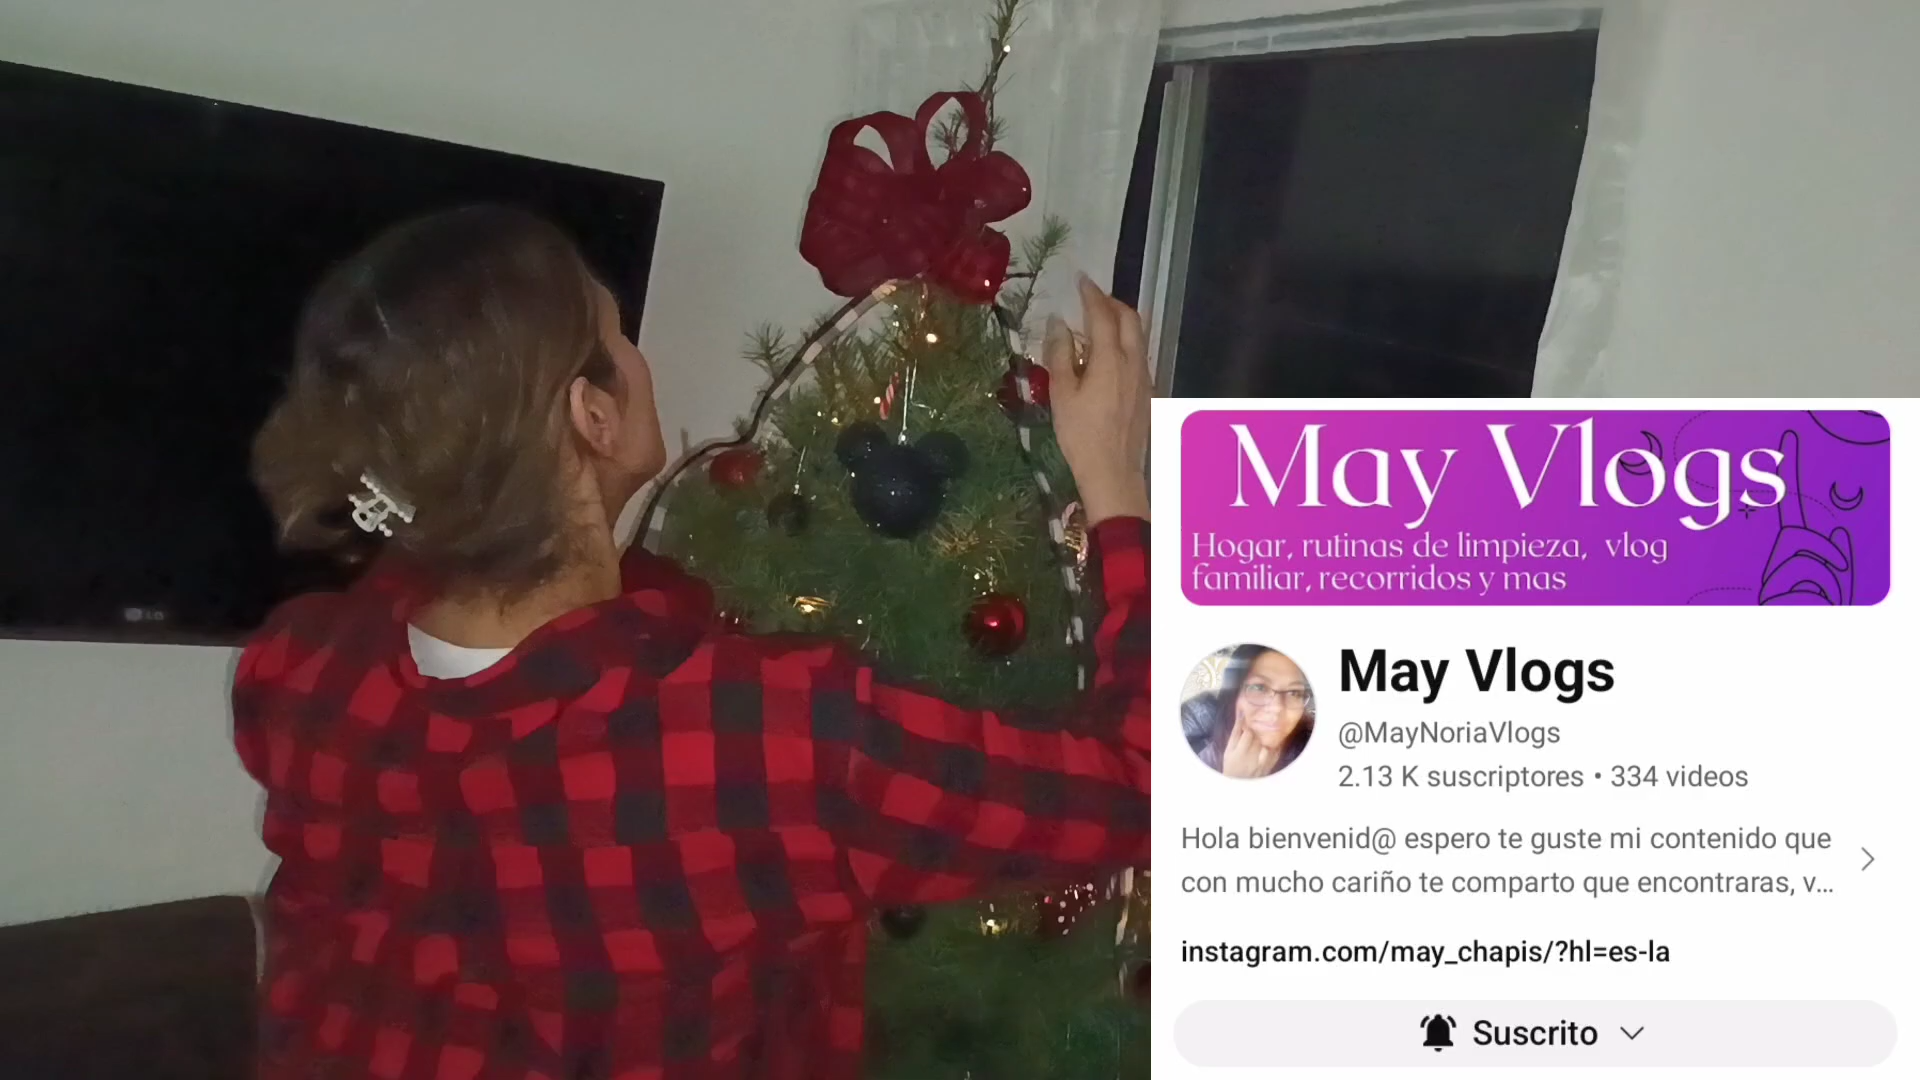 LG
May Vlogs
Hogar, rutinas de limpieza, vlog
familiar, recorridos y mas
May Vlogs
@MayNoriaVlogs
2.13 K suscriptores • 334 videos
Hola bienvenid@ espero te guste mi contenido que
con mucho cariño te comparto que encontraras, v...
instagram.com/may_chapis/?hl=es-la
Suscrito